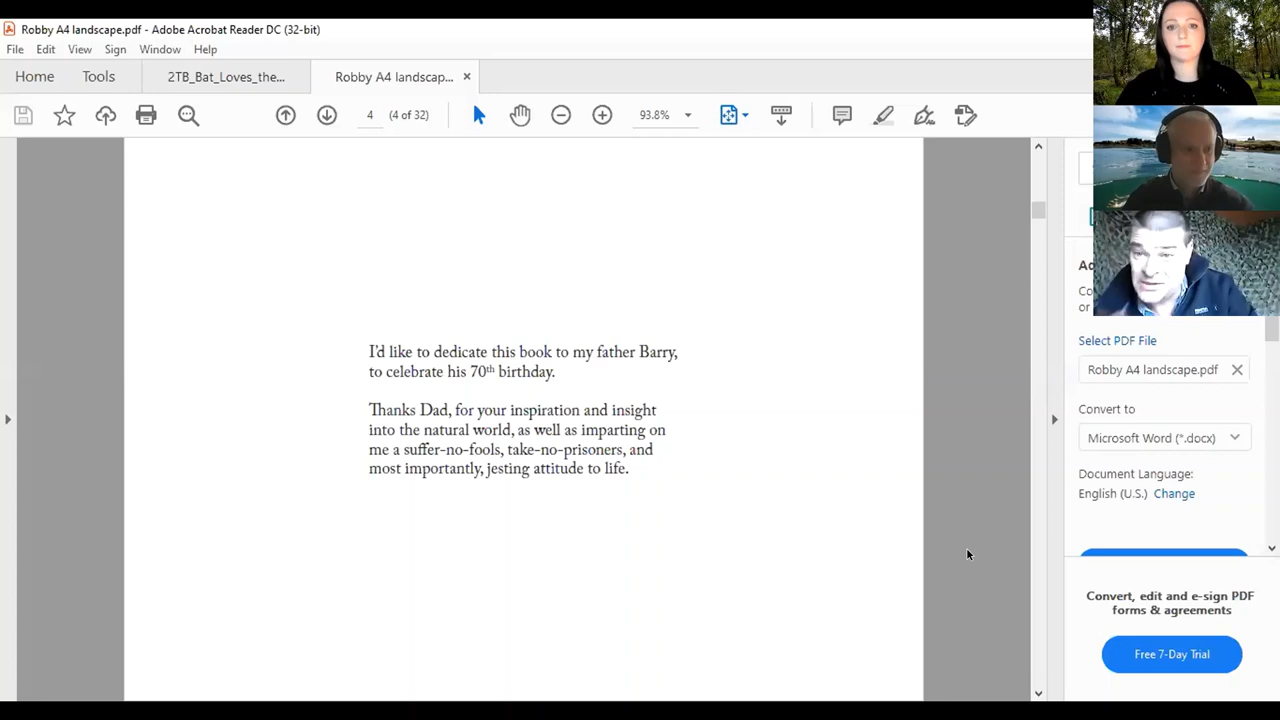 Robby A4 landscape.pdf - Adobe Acrobat Reader DC (32-bit)
File Edit View Sign Window Help
Home Tools 2TB_Bat_Loves_the... Robby A4 landscap... ×
4 (4 of 32) 93.8%
I'd like to dedicate this book to my father Barry,
to celebrate his 70th birthday.
Thanks Dad, for your inspiration and insight
into the natural world, as well as imparting on
me a suffer-no-fools, take-no-prisoners, and
most importantly, jesting attitude to life.
Ad
Co
or
Select PDF File
Robby A4 landscape.pdf
Convert to
Microsoft Word (*.docx)
Document Language:
English (U.S.) Change
Convert, edit and e-sign PDF
forms & agreements
Free 7-Day Trial